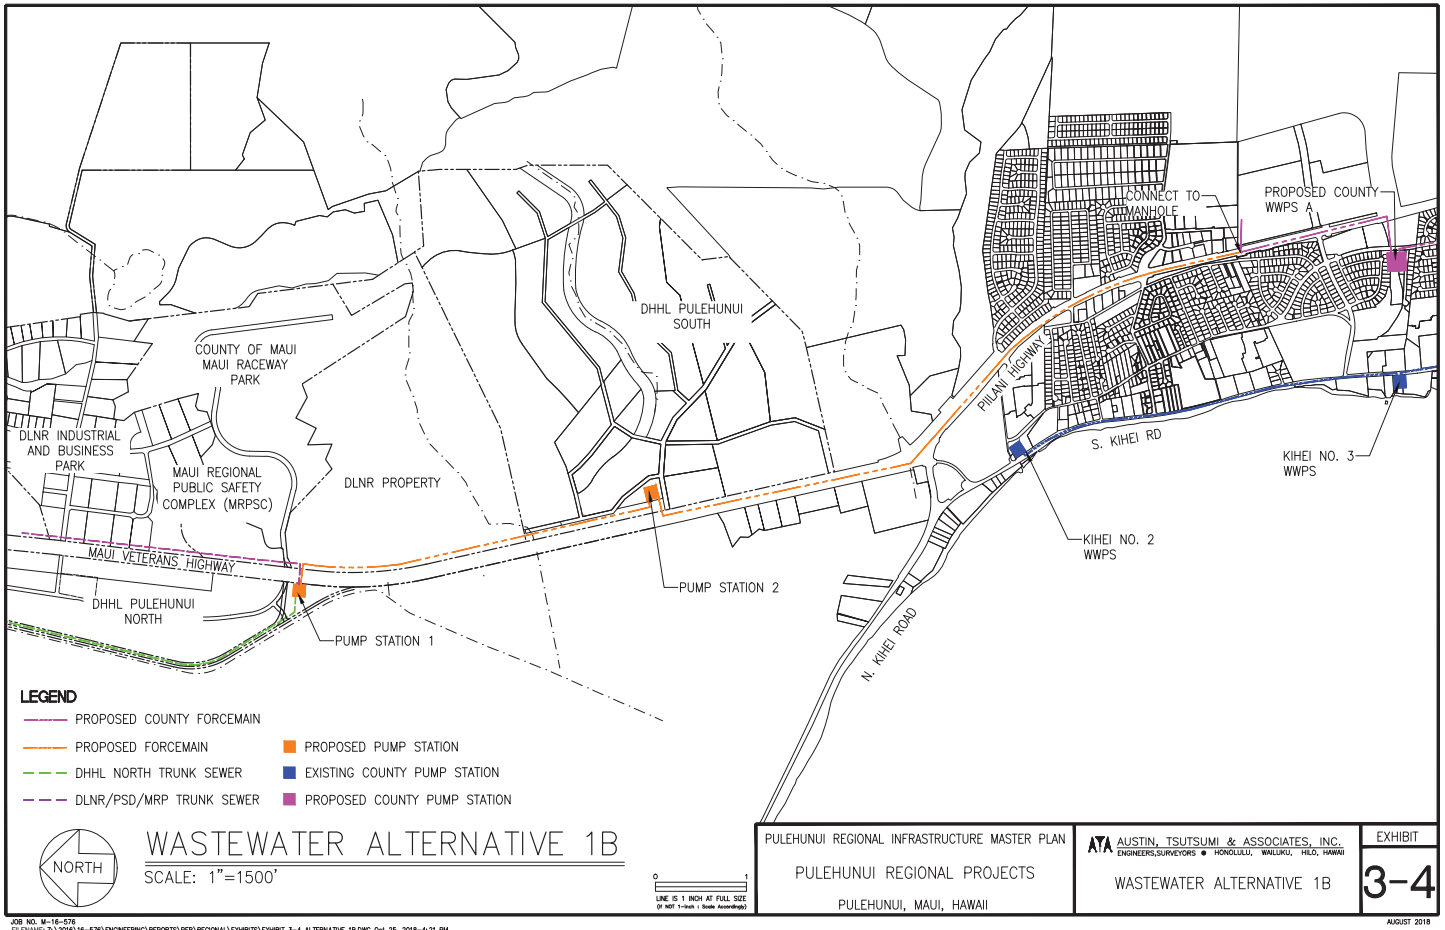 CONNECT TO
MANHOLE
PROPOSED COUNTY
WWPS A
DHHL PULEHUNUI
SOUTH
COUNTY OF MAUI
MAUI RACEWAY
PARK
PIILANI HIGHWAY
DLNR INDUSTRIAL
AND BUSINESS
PARK
S. KIHEI RD
KIHEI NO. 3
WWPS
MAUI REGIONAL
PUBLIC SAFETY
COMPLEX (MRPSC)
DLNR PROPERTY
KIHEI NO. 2
WWPS
MAUI VETERANS HIGHWAY
PUMP STATION 2
DHHL PULEHUNUI
NORTH
PUMP STATION 1
N. KIHEI ROAD
LEGEND
PROPOSED COUNTY FORCEMAIN
PROPOSED FORCEMAIN
PROPOSED PUMP STATION
DHHL NORTH TRUNK SEWER
EXISTING COUNTY PUMP STATION
DLNR/PSD/MRP TRUNK SEWER
PROPOSED COUNTY PUMP STATION
NORTH
WASTEWATER ALTERNATIVE 1B
SCALE: 1"=1500'
0 1
LINE IS 1 INCH AT FULL SIZE
(If NOT 1-Inch : Scale Accordingly)
PULEHUNUI REGIONAL INFRASTRUCTURE MASTER PLAN
PULEHUNUI REGIONAL PROJECTS
PULEHUNUI, MAUI, HAWAII
ATA AUSTIN, TSUTSUMI & ASSOCIATES, INC.
ENGINEERS,SURVEYORS ● HONOLULU, WAILUKU, HILO, HAWAII
WASTEWATER ALTERNATIVE 1B
EXHIBIT
3-4
JOB NO. M-16-576
AUGUST 2018